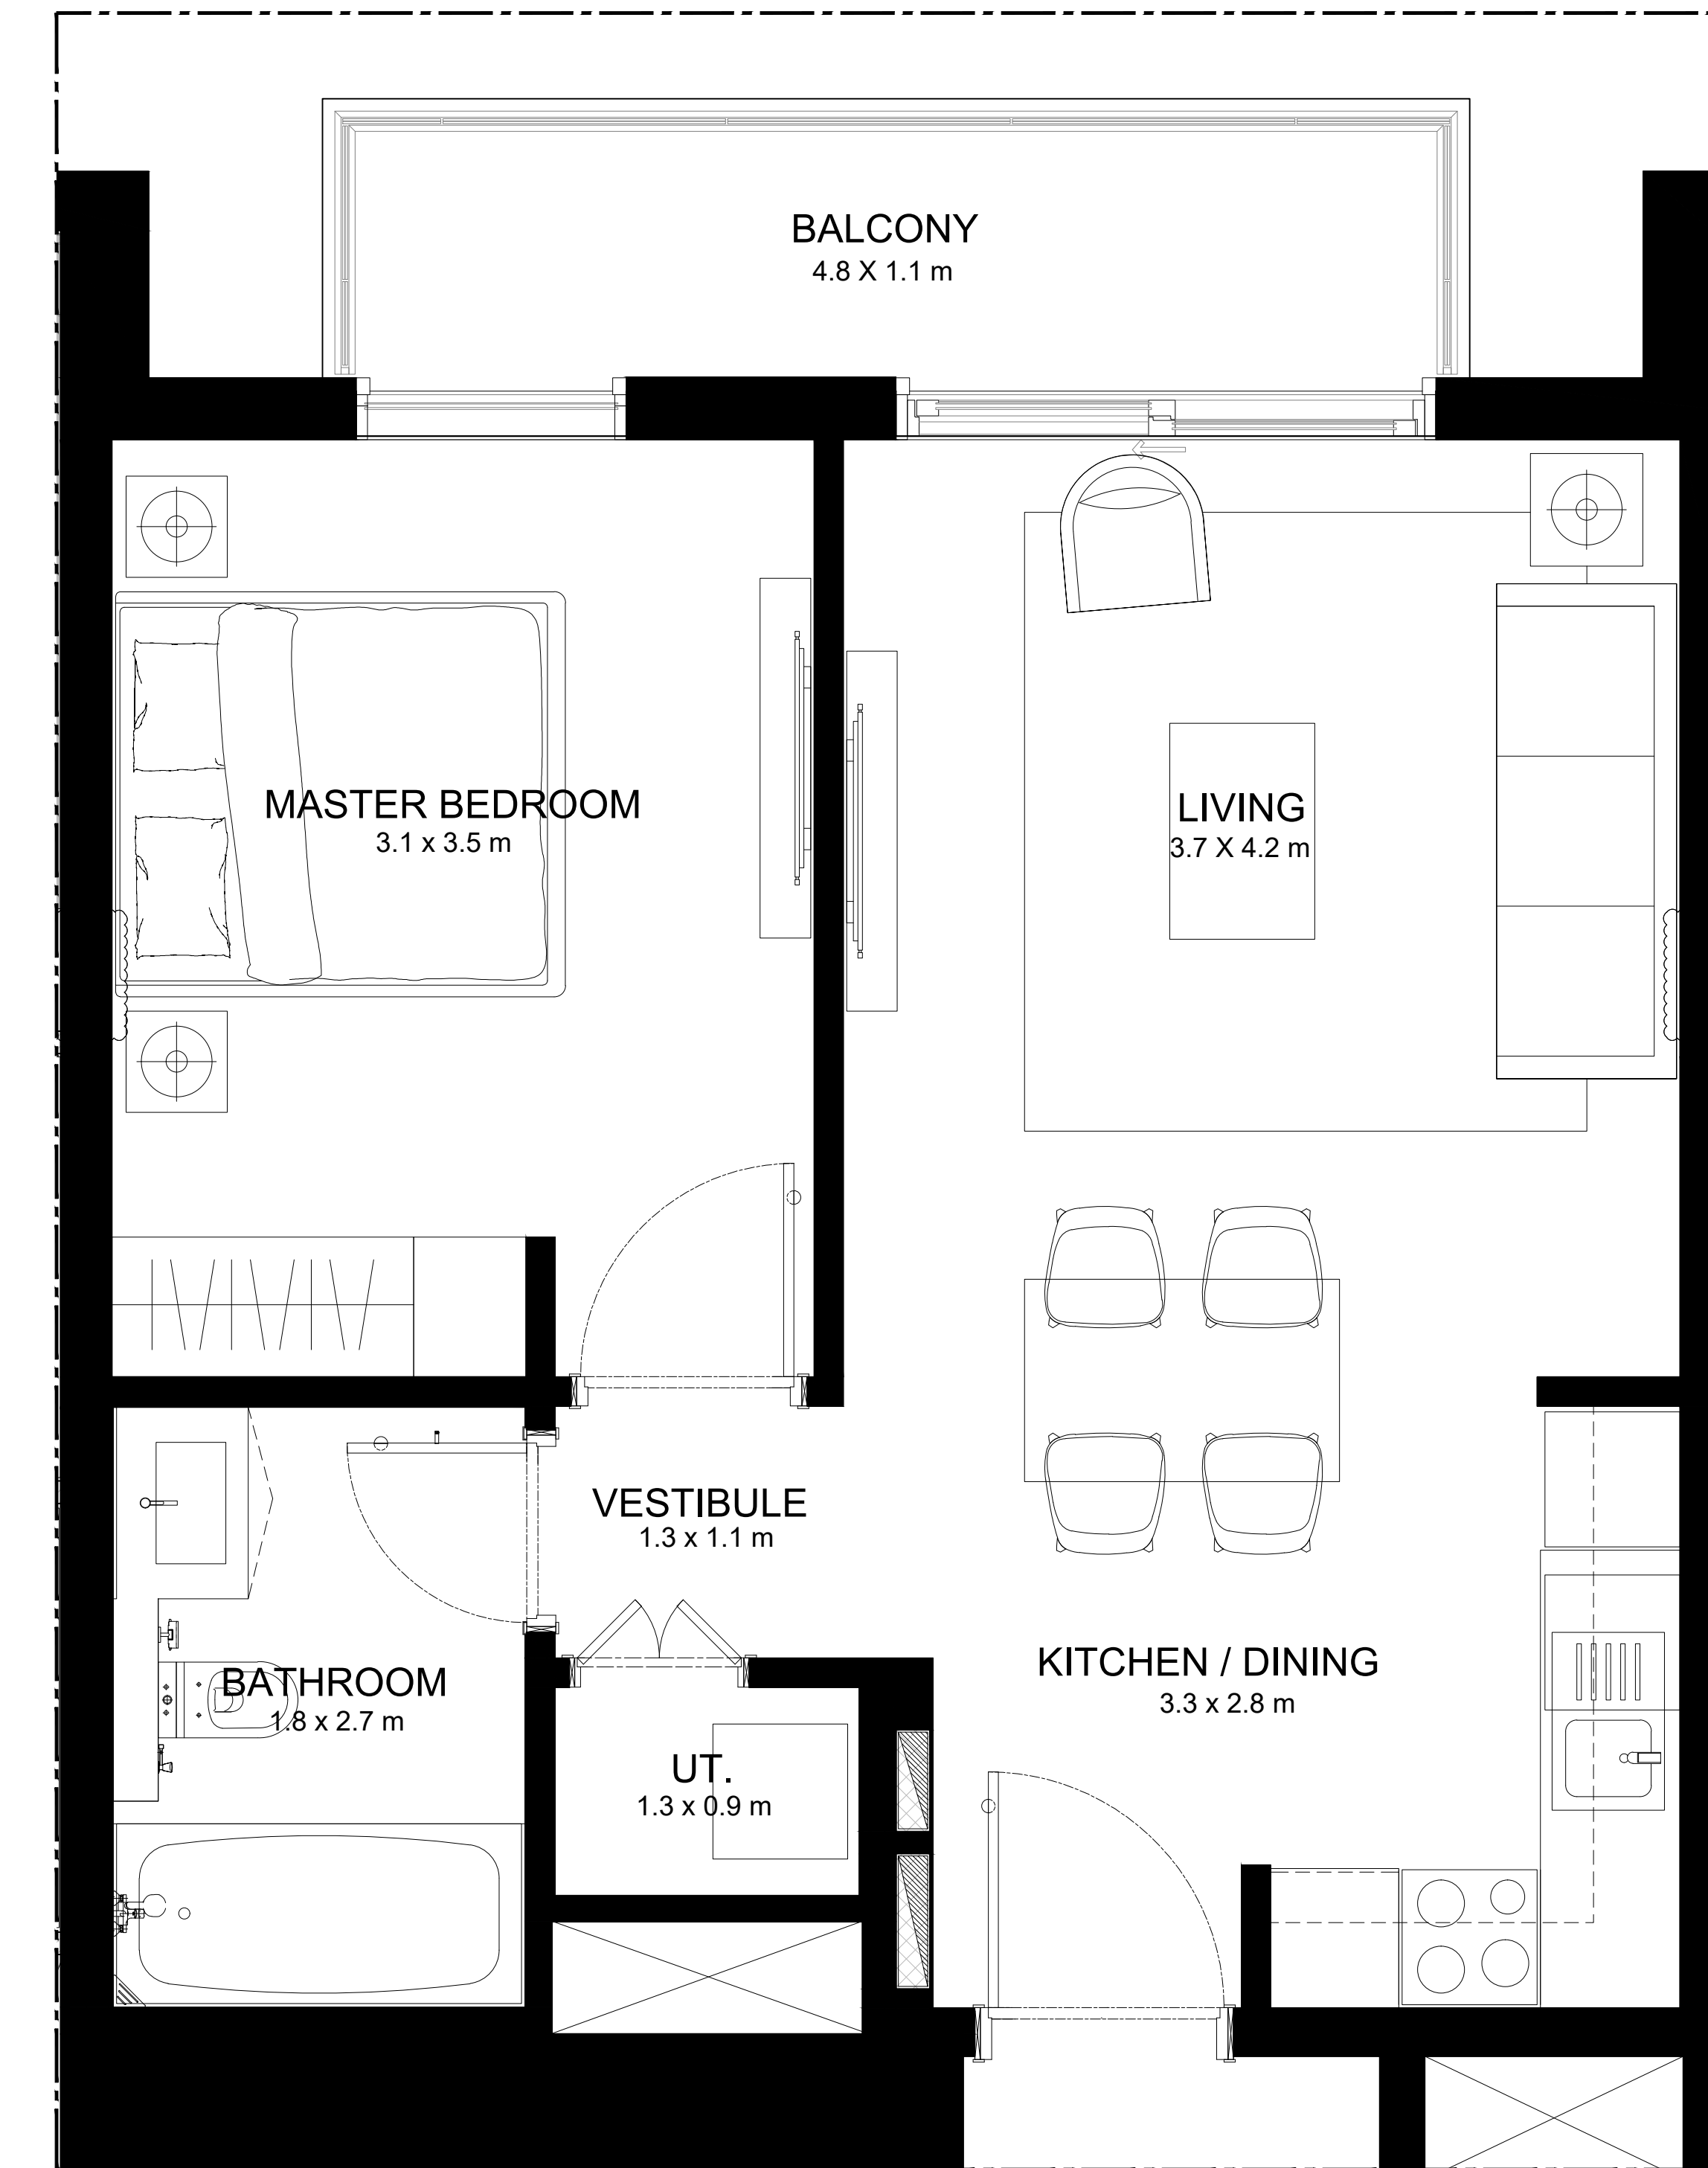 BALCONY
4.8 X 1.1 m
MASTER BEDROOM
3.1 x 3.5 m
LIVING
3.7 X 4.2 m
VESTIBULE
1.3 x 1.1 m
KITCHEN / DINING
3.3 x 2.8 m
BATHROOM
1.8 x 2.7 m
UT.
1.3 x 0.9 m